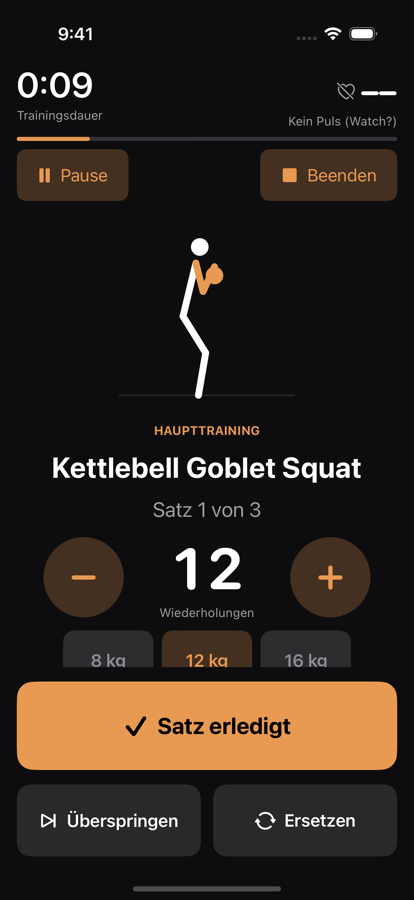 9:41
0:09
Trainingsdauer
Kein Puls (Watch?)
Pause
Beenden
HAUPTTRAINING
Kettlebell Goblet Squat
Satz 1 von 3
12
Wiederholungen
8 kg
12 kg
16 kg
Satz erledigt
Überspringen
Ersetzen